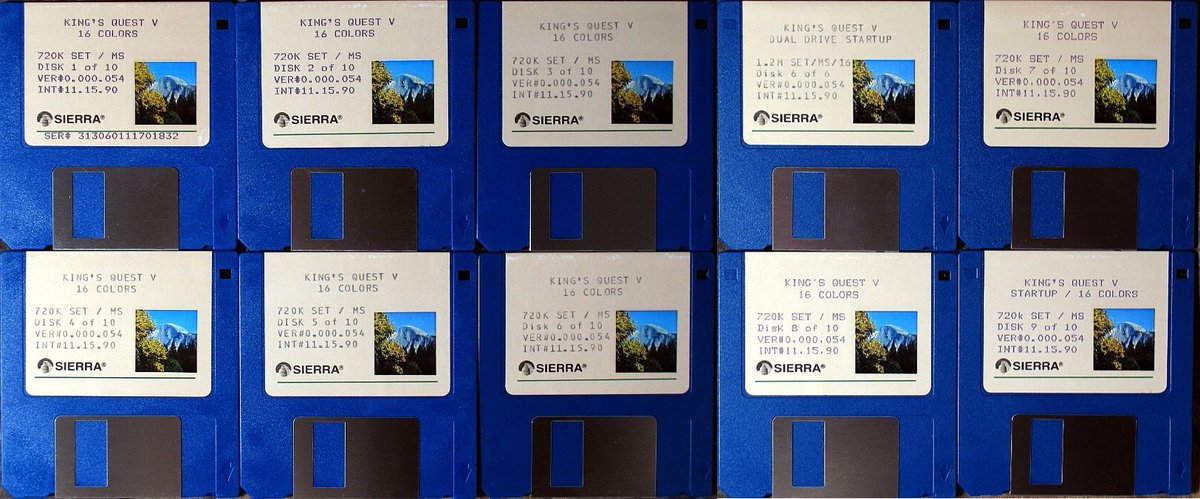 KING'S QUEST V
16 COLORS
720K SET / MS
DISK 1 of 10
VER#0.000.054
INT#11.15.90
SIERRA®
SER# 313060111701832
KING'S QUEST V
16 COLORS
720K SET / MS
DISK 2 of 10
VER#0.000.054
INT#11.15.90
SIERRA®
KING'S QUEST V
16 COLORS
720K SET / MS
DISK 3 of 10
VER#0.000.054
INT#11.15.90
SIERRA®
KING'S QUEST V
DUAL DRIVE STARTUP
1.2M SET/MS/16
Disk 6 of 6
VER#0.000.054
INT#11.15.90
SIERRA®
KING'S QUEST V
16 COLORS
720K SET / MS
Disk 7 of 10
VER#0.000.054
INT#11.15.90
SIERRA®
KING'S QUEST V
16 COLORS
720K SET / MS
DISK 4 of 10
VER#0.000.054
INT#11.15.90
SIERRA®
KING'S QUEST V
16 COLORS
720K SET / MS
DISK 5 of 10
VER#0.000.054
INT#11.15.90
SIERRA®
KING'S QUEST V
16 COLORS
720K SET / MS
Disk 6 of 10
VER#0.000.054
INT#11.15.90
SIERRA®
KING'S QUEST V
16 COLORS
720K SET / MS
Disk 8 of 10
VER#0.000.054
INT#11.15.90
SIERRA®
KING'S QUEST V
STARTUP / 16 COLORS
720k SET / MS
DISK 9 of 10
VER#0.000.054
INT#11.15.90
SIERRA®